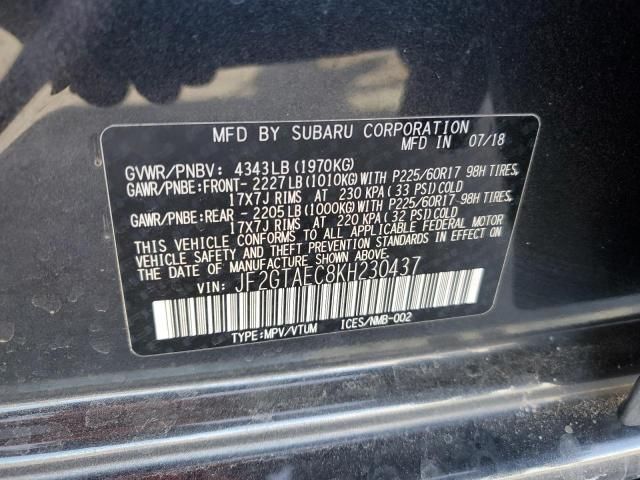 MFD BY SUBARU CORPORATION
MFD IN 07/18
GVWR/PNBV: 4343LB (1970KG)
GAWR/PNBE:FRONT- 2227LB (1010KG) WITH P225/60R17 98H TIRES,
17X7J RIMS AT 230 KPA (33 PSI) COLD
GAWR/PNBE:REAR - 2205LB (1000KG) WITH P225/60R17 98H TIRES,
17X7J RIMS AT 220 KPA (32 PSI) COLD
THIS VEHICLE CONFORMS TO ALL APPLICABLE FEDERAL MOTOR
VEHICLE SAFETY AND THEFT PREVENTION STANDARDS IN EFFECT
ON THE DATE OF MANUFACTURE SHOWN ABOVE.
VIN: JF2GTAEC8KH230437
TYPE:MPV/VTUM ICES/NMB-002